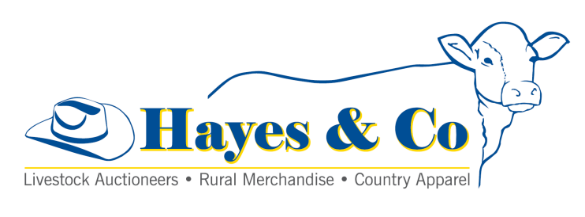 Hayes & Co
Livestock Auctioneers • Rural Merchandise • Country Apparel